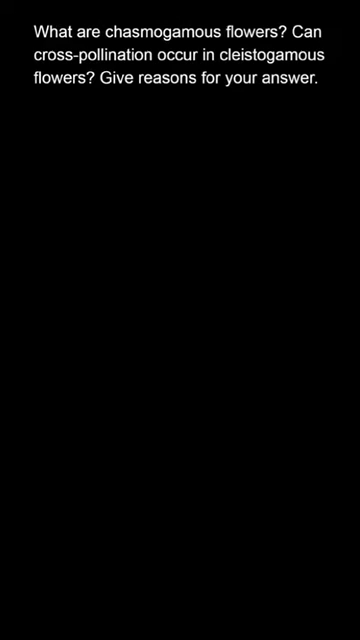 What are chasmogamous flowers? Can
cross-pollination occur in cleistogamous
flowers? Give reasons for your answer.